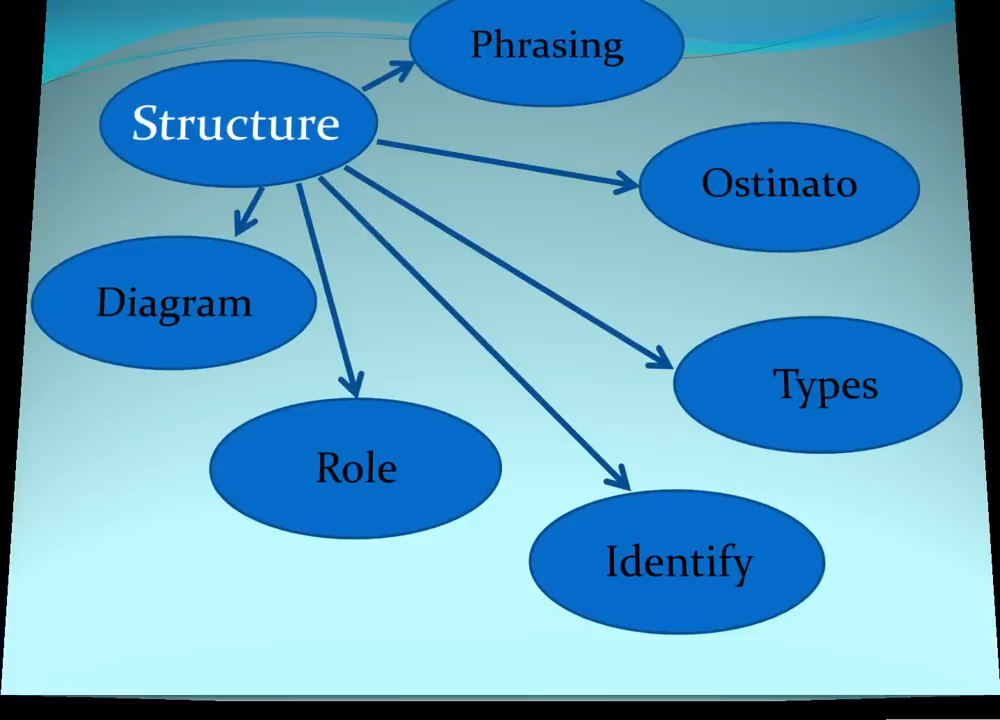 Phrasing
Structure
Ostinato
Diagram
Types
Role
Identify